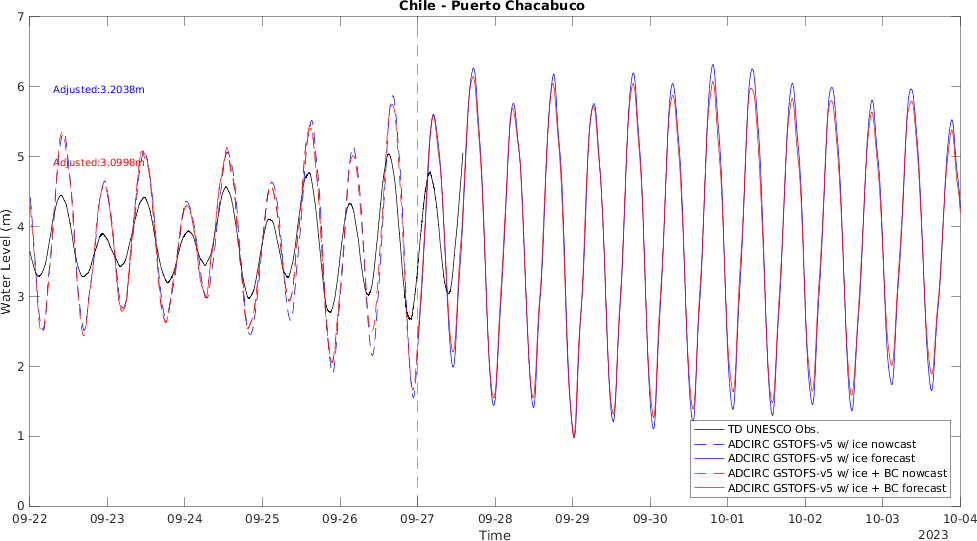 Chile - Puerto Chacabuco
7
6
5
4
3
2
1
0
Water Level (m)
Adjusted:3.2038m
Adjusted:3.0998m
TD UNESCO Obs.
ADCIRC GSTOFS-v5 w/ ice nowcast
ADCIRC GSTOFS-v5 w/ ice forecast
ADCIRC GSTOFS-v5 w/ ice + BC nowcast
ADCIRC GSTOFS-v5 w/ ice + BC forecast
09-22 09-23 09-24 09-25 09-26 09-27 09-28 09-29 09-30 10-01 10-02 10-03 10-04
Time
2023